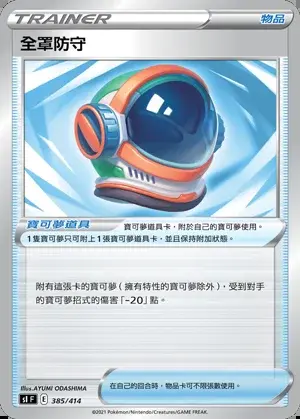 TRAINER 物品
全罩防守
寶可夢道具 寶可夢道具卡，附於自己的寶可夢使用。
1隻寶可夢只可附上1張寶可夢道具卡，並且保持附加狀態。
附有這張卡的寶可夢（擁有特性的寶可夢除外），受到對手
的寶可夢招式的傷害「-20」點。
Illus. AYUMI ODASHIMA
sI F E 385/414
在自己的回合時，物品卡可不限張數使用。
©2021 Pokémon/Nintendo/Creatures/GAME FREAK.